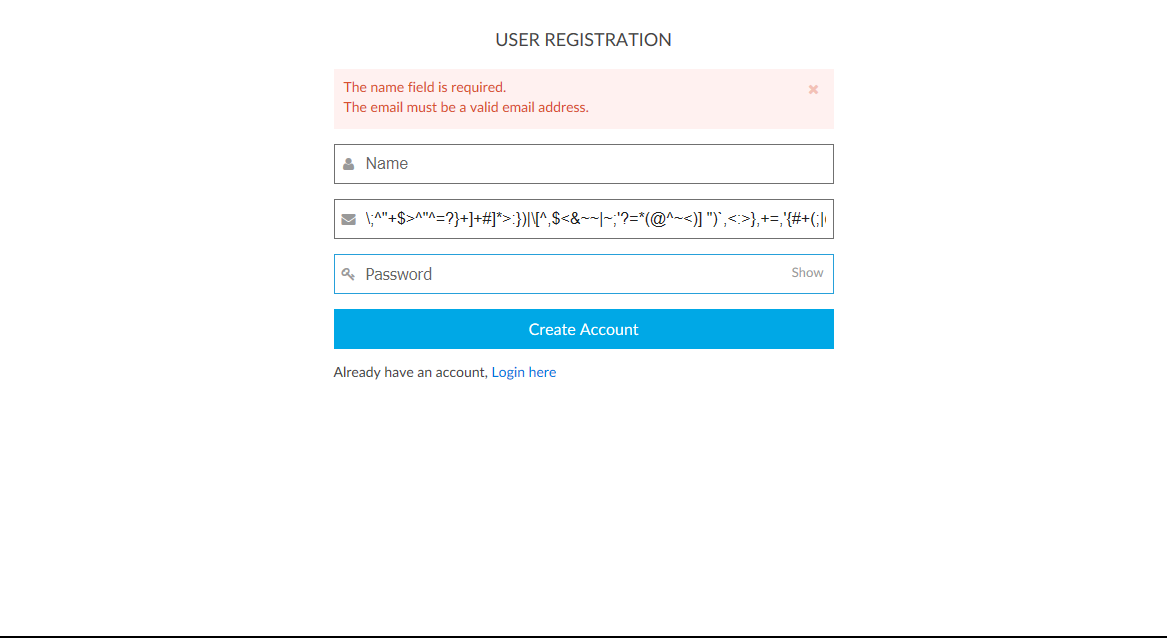 USER REGISTRATION
The name field is required.
The email must be a valid email address.
Name
\;^"+$>^"^=?}+]+#]*>:})|\[^,$<&~~|~;'?=*(@^~<)] ")`,<:>},+=,'{#+(;|
Password Show
Create Account
Already have an account, Login here